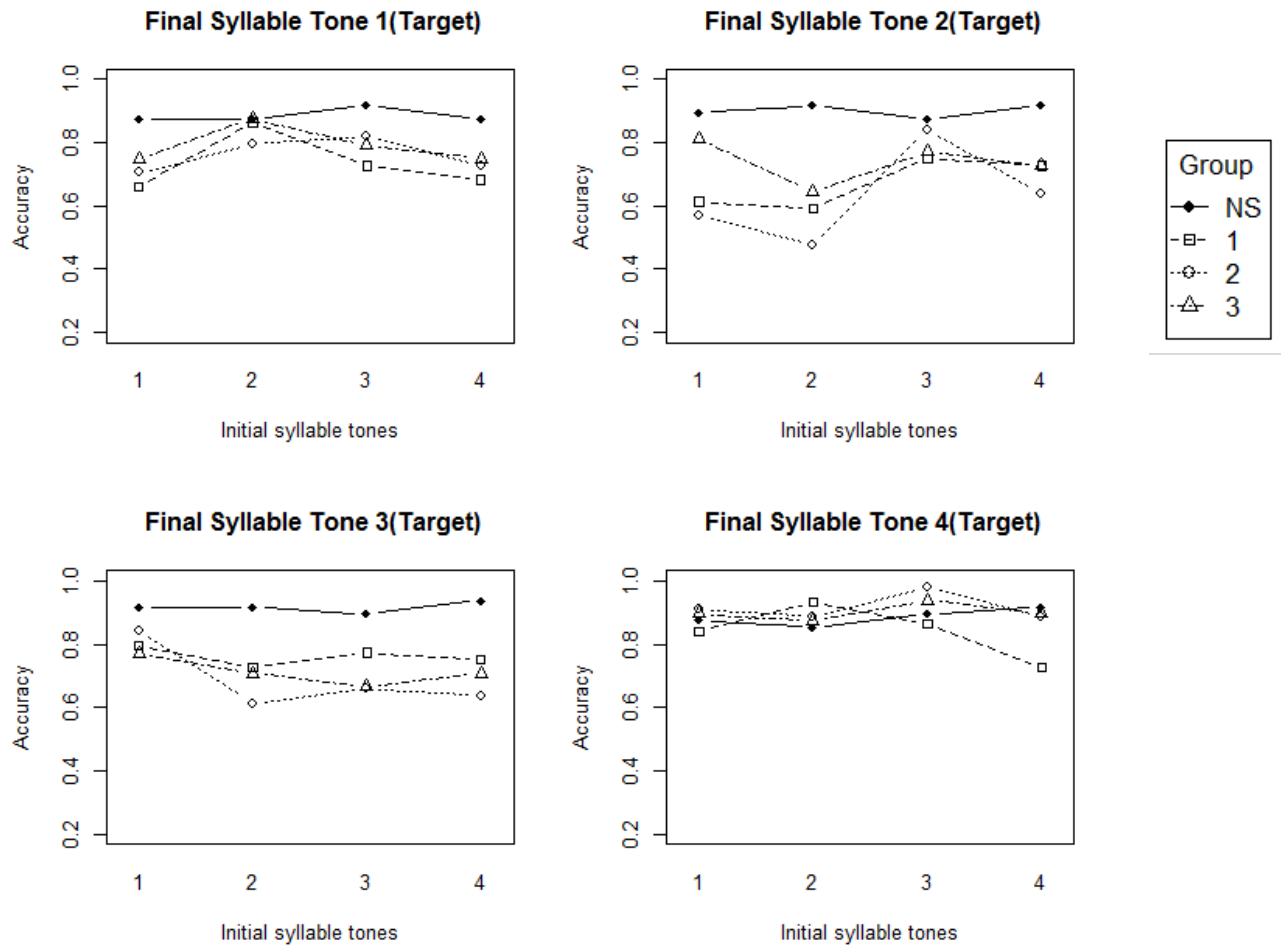 Final Syllable Tone 1(Target)
1.0
0.8
0.6
0.4
0.2
Accuracy
1 2 3 4
Initial syllable tones
Final Syllable Tone 2(Target)
1.0
0.8
0.6
0.4
0.2
Accuracy
1 2 3 4
Initial syllable tones
Group
NS
1
2
3
Final Syllable Tone 3(Target)
1.0
0.8
0.6
0.4
0.2
Accuracy
1 2 3 4
Initial syllable tones
Final Syllable Tone 4(Target)
1.0
0.8
0.6
0.4
0.2
Accuracy
1 2 3 4
Initial syllable tones